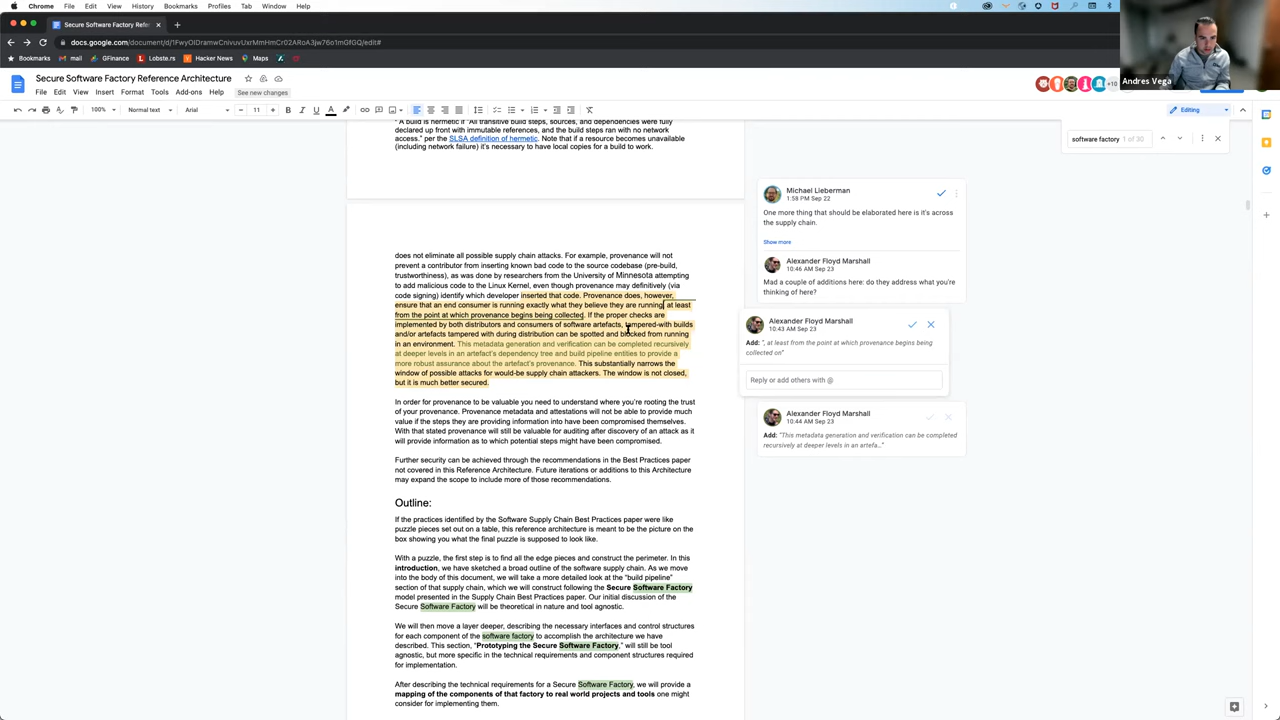 Chrome File Edit View History Bookmarks Profiles Tab Window Help
Secure Software Factory Refer
docs.google.com/document/d/1FwyOIDramwCnivuvUxrMmHmCr02ARoA3jw76o1mGfGQ/edit#
Bookmarks mail GFinance Lobste.rs Hacker News Maps
Andres Vega
Secure Software Factory Reference Architecture
+10
File Edit View Insert Format Tools Add-ons Help See new changes
100% Normal text Arial 11 Editing
software factory 1 of 30
" A build is hermetic if "All transitive build steps, sources, and dependencies were fully
declared up front with immutable references, and the build steps ran with no network
access." per the SLSA definition of hermetic. Note that if a resource becomes unavailable
(including network failure) it's necessary to have local copies for a build to work.
does not eliminate all possible supply chain attacks. For example, provenance will not
prevent a contributor from inserting known bad code to the source codebase (pre-build,
trustworthiness), as was done by researchers from the University of Minnesota attempting
to add malicious code to the Linux Kernel, even though provenance may definitively (via
code signing) identify which developer inserted that code. Provenance does, however,
ensure that an end consumer is running exactly what they believe they are running, at least
from the point at which provenance begins being collected. If the proper checks are
implemented by both distributors and consumers of software artefacts, tampered-with builds
and/or artefacts tampered with during distribution can be spotted and blocked from running
in an environment. This metadata generation and verification can be completed recursively
at deeper levels in an artefact's dependency tree and build pipeline entities to provide a
more robust assurance about the artefact's provenance. This substantially narrows the
window of possible attacks for would-be supply chain attackers. The window is not closed,
but it is much better secured.
In order for provenance to be valuable you need to understand where you're rooting the trust
of your provenance. Provenance metadata and attestations will not be able to provide much
value if the steps they are providing information into have been compromised themselves.
With that stated provenance will still be valuable for auditing after discovery of an attack as it
will provide information as to which potential steps might have been compromised.
Further security can be achieved through the recommendations in the Best Practices paper
not covered in this Reference Architecture. Future iterations or additions to this Architecture
may expand the scope to include more of those recommendations.
Outline:
If the practices identified by the Software Supply Chain Best Practices paper were like
puzzle pieces set out on a table, this reference architecture is meant to be the picture on the
box showing you what the final puzzle is supposed to look like.
With a puzzle, the first step is to find all the edge pieces and construct the perimeter. In this
introduction, we have sketched a broad outline of the software supply chain. As we move
into the body of this document, we will take a more detailed look at the "build pipeline"
section of that supply chain, which we will construct following the Secure Software Factory
model presented in the Supply Chain Best Practices paper. Our initial discussion of the
Secure Software Factory will be theoretical in nature and tool agnostic.
We will then move a layer deeper, describing the necessary interfaces and control structures
for each component of the software factory to accomplish the architecture we have
described. This section, "Prototyping the Secure Software Factory," will still be tool
agnostic, but more specific in the technical requirements and component structures required
for implementation.
After describing the technical requirements for a Secure Software Factory, we will provide a
mapping of the components of that factory to real world projects and tools one might
consider for implementing them.
Michael Lieberman
1:58 PM Sep 22
One more thing that should be elaborated here is it's across
the supply chain.
Show more
Alexander Floyd Marshall
10:46 AM Sep 23
Mad a couple of additions here: do they address what you're
thinking of here?
Alexander Floyd Marshall
10:43 AM Sep 23
Add: ", at least from the point at which provenance begins being
collected on"
Reply or add others with @
Alexander Floyd Marshall
10:44 AM Sep 23
Add: "This metadata generation and verification can be completed
recursively at deeper levels in an artefa..."